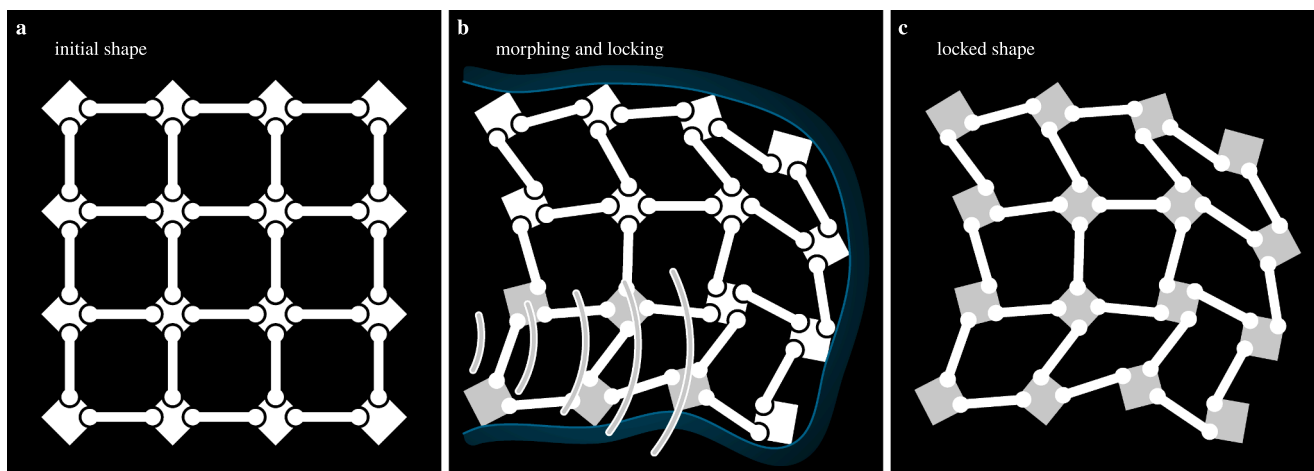 a
initial shape
b
morphing and locking
c
locked shape